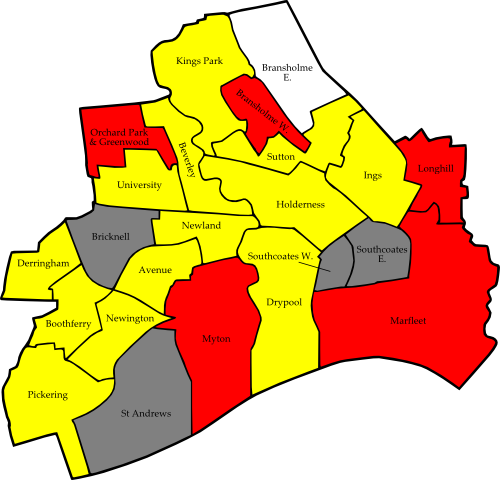 Kings Park
Bransholme
E.
Bransholme W.
Orchard Park
& Greenwood
Beverley
Sutton
Longhill
Ings
University
Holderness
Newland
Bricknell
Southcoates W.
Southcoates
E.
Derringham
Avenue
Drypool
Boothferry
Newington
Marfleet
Myton
Pickering
St Andrews